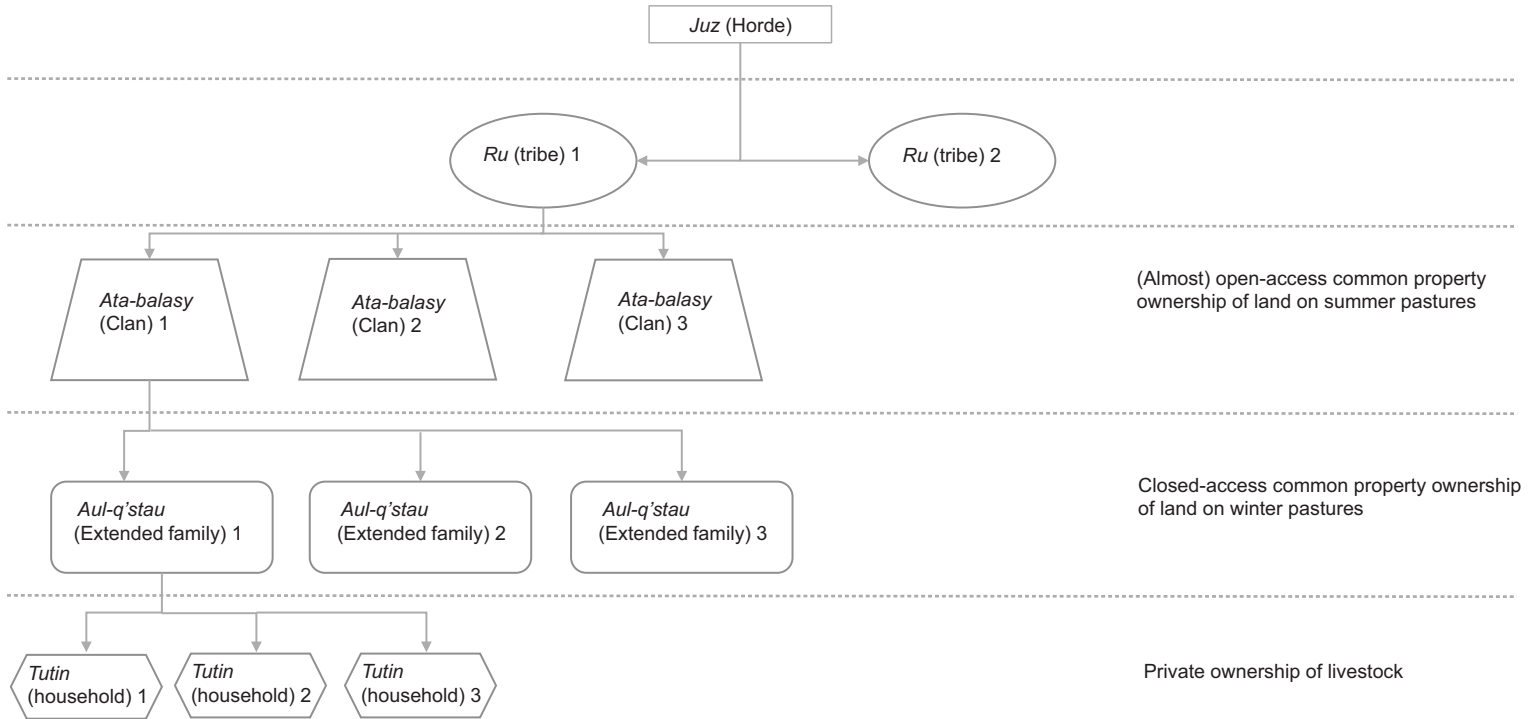 Juz (Horde)
Ru (tribe) 1
Ru (tribe) 2
Ata-balasy
(Clan) 1
Ata-balasy
(Clan) 2
Ata-balasy
(Clan) 3
(Almost) open-access common property
ownership of land on summer pastures
Aul-q’stau
(Extended family) 1
Aul-q’stau
(Extended family) 2
Aul-q’stau
(Extended family) 3
Closed-access common property ownership
of land on winter pastures
Tutin
(household) 1
Tutin
(household) 2
Tutin
(household) 3
Private ownership of livestock